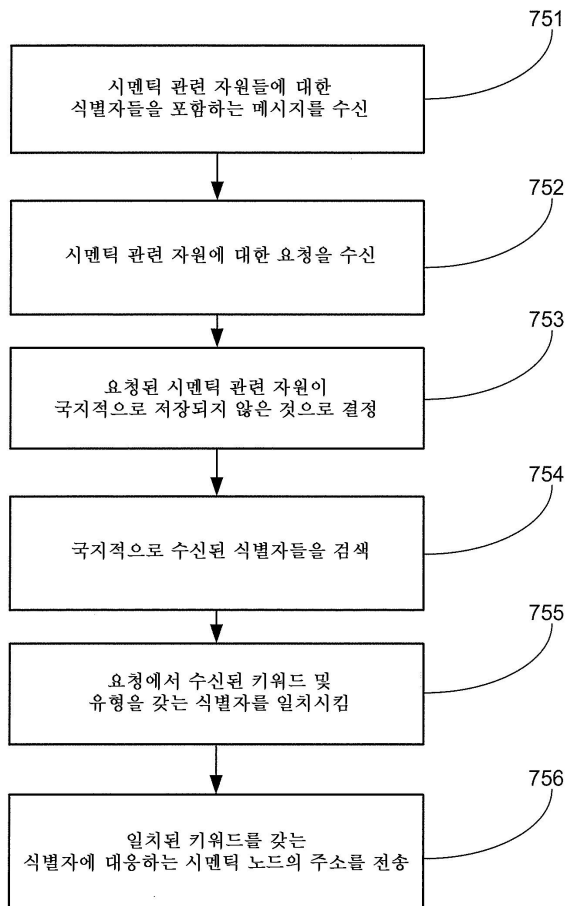 751
시멘틱 관련 자원들에 대한
식별자들을 포함하는 메시지를 수신
752
시멘틱 관련 자원에 대한 요청을 수신
753
요청된 시멘틱 관련 자원이
국지적으로 저장되지 않은 것으로 결정
754
국지적으로 수신된 식별자들을 검색
755
요청에서 수신된 키워드 및
유형을 갖는 식별자를 일치시킴
756
일치된 키워드를 갖는
식별자에 대응하는 시멘틱 노드의 주소를 전송